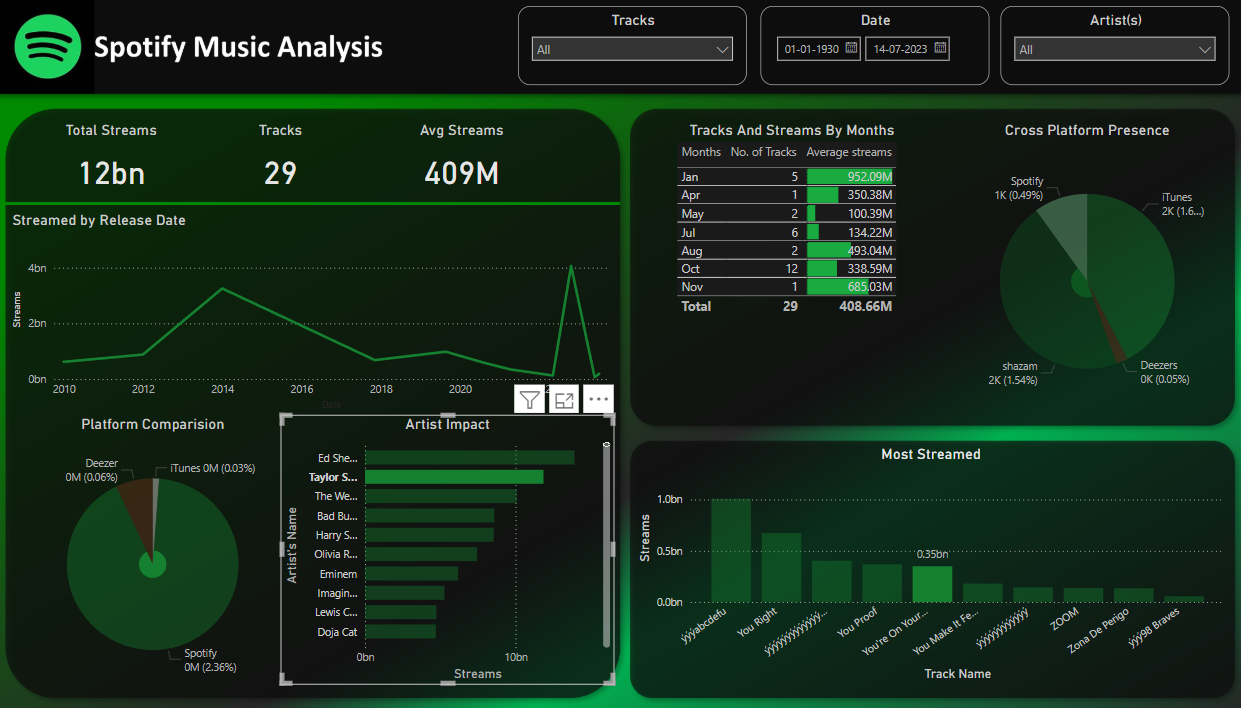 Spotify Music Analysis
Tracks
All
Date
01-01-1930
14-07-2023
Artist(s)
All
Total Streams
12bn
Tracks
29
Avg Streams
409M
Streamed by Release Date
Streams
4bn
2bn
0bn
2010 2012 2014 2016 2018 2020
Date
Platform Comparision
Deezer
0M (0.06%)
iTunes 0M (0.03%)
Spotify
0M (2.36%)
Artist Impact
Artist's Name
Ed She...
Taylor S...
The We...
Bad Bu...
Harry S...
Olivia R...
Eminem
Imagin...
Lewis C...
Doja Cat
0bn 10bn
Streams
Tracks And Streams By Months
Months No. of Tracks Average streams
Jan 5 952.09M
Apr 1 350.38M
May 2 100.39M
Jul 6 134.22M
Aug 2 493.04M
Oct 12 338.59M
Nov 1 685.03M
Total 29 408.66M
Cross Platform Presence
Spotify
1K (0.49%)
iTunes
2K (1.6...)
shazam
2K (1.54%)
Deezers
0K (0.05%)
Most Streamed
Streams
1.0bn
0.5bn
0.0bn
0.35bn
ýýýabcdefu
You Right
You Proof
You're On Your...
You Make It Fe...
ZOOM
Zona De Perigo
ýýý98 Braves
Track Name